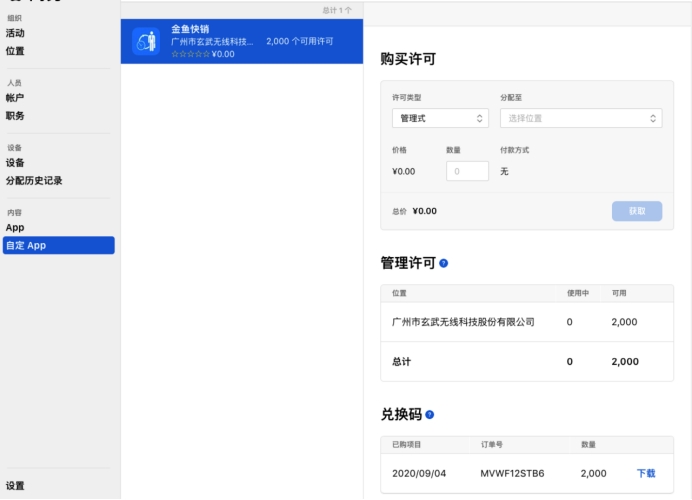 组织
活动
位置
人员
帐户
职务
设备
设备
分配历史记录
内容
App
自定 App
设置
总计 1 个
金鱼快销
广州市玄武无线科技... 2,000 个可用许可
☆☆☆☆☆ ¥0.00
购买许可
许可类型 分配至
管理式 选择位置
价格 数量 付款方式
¥0.00 0 无
总价 ¥0.00 获取
管理许可 ?
位置 使用中 可用
广州市玄武无线科技股份有限公司 0 2,000
总计 0 2,000
兑换码 ?
已购项目 订单号 数量
2020/09/04 MVWF12STB6 2,000 下载